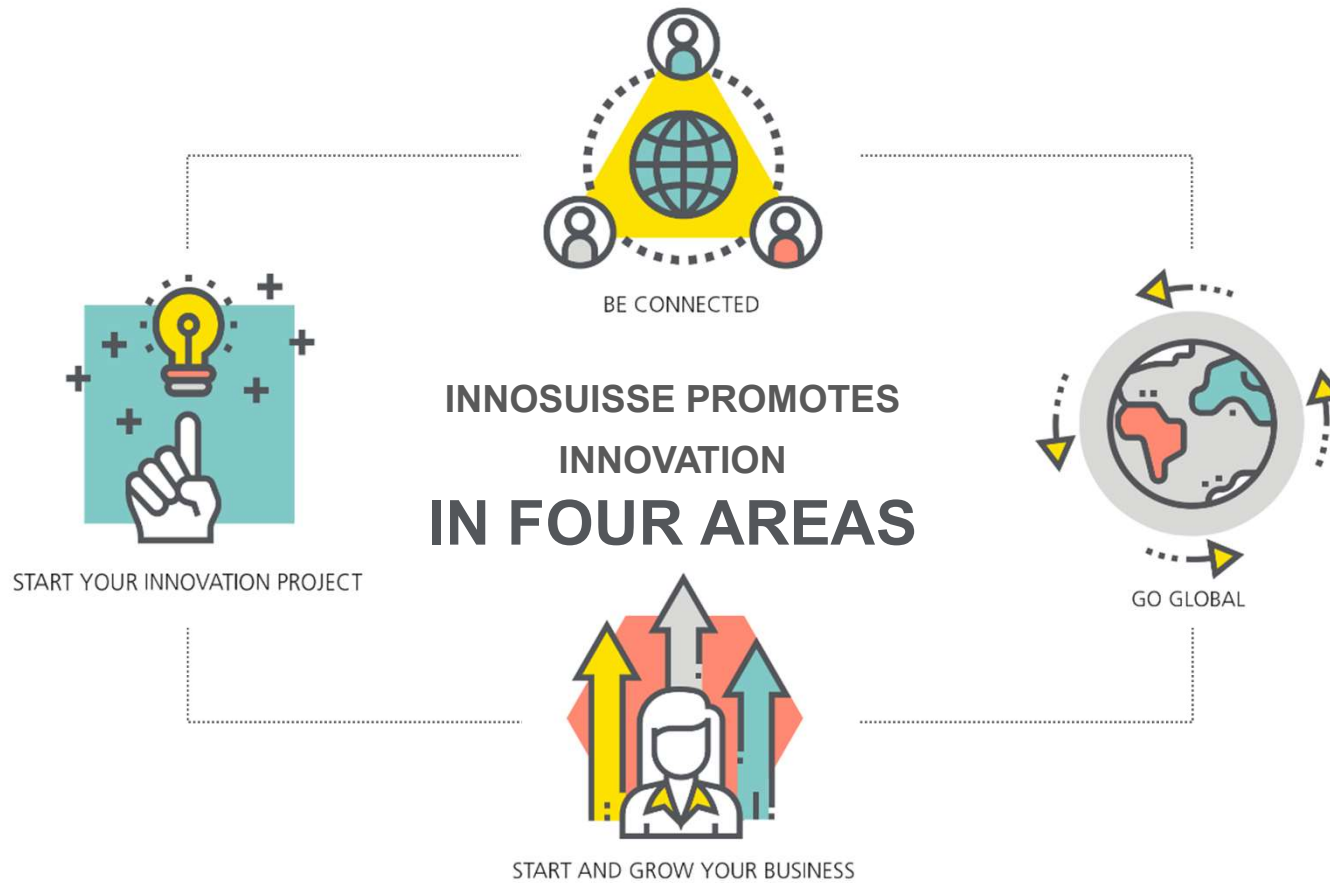 BE CONNECTED
INNOSUISSE PROMOTES
INNOVATION
IN FOUR AREAS
START YOUR INNOVATION PROJECT
GO GLOBAL
START AND GROW YOUR BUSINESS